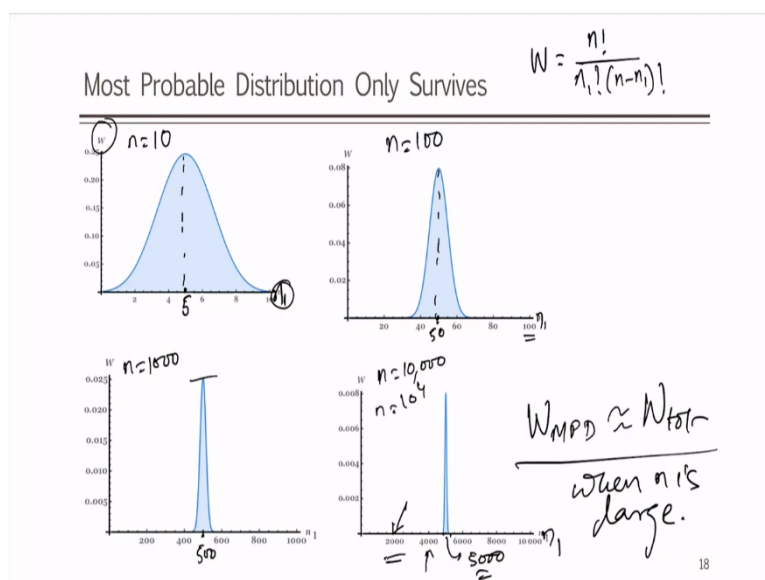 W = n! / n₁!(n-n₁)!
Most Probable Distribution Only Survives
W n=10
0.20
0.15
0.10
0.05
2 4 6 8 n₁
5
n=100
W
0.08
0.06
0.04
0.02
20 40 60 80 100 n₁
50
W n=1000
0.025
0.020
0.015
0.010
0.005
200 400 600 800 1000 n₁
500
W n=10,000
n=10⁴
0.008
0.006
0.004
0.002
2000 4000 6000 8000 10000 n₁
5000
W_MPD ≈ W_tot
when n is
large.
18